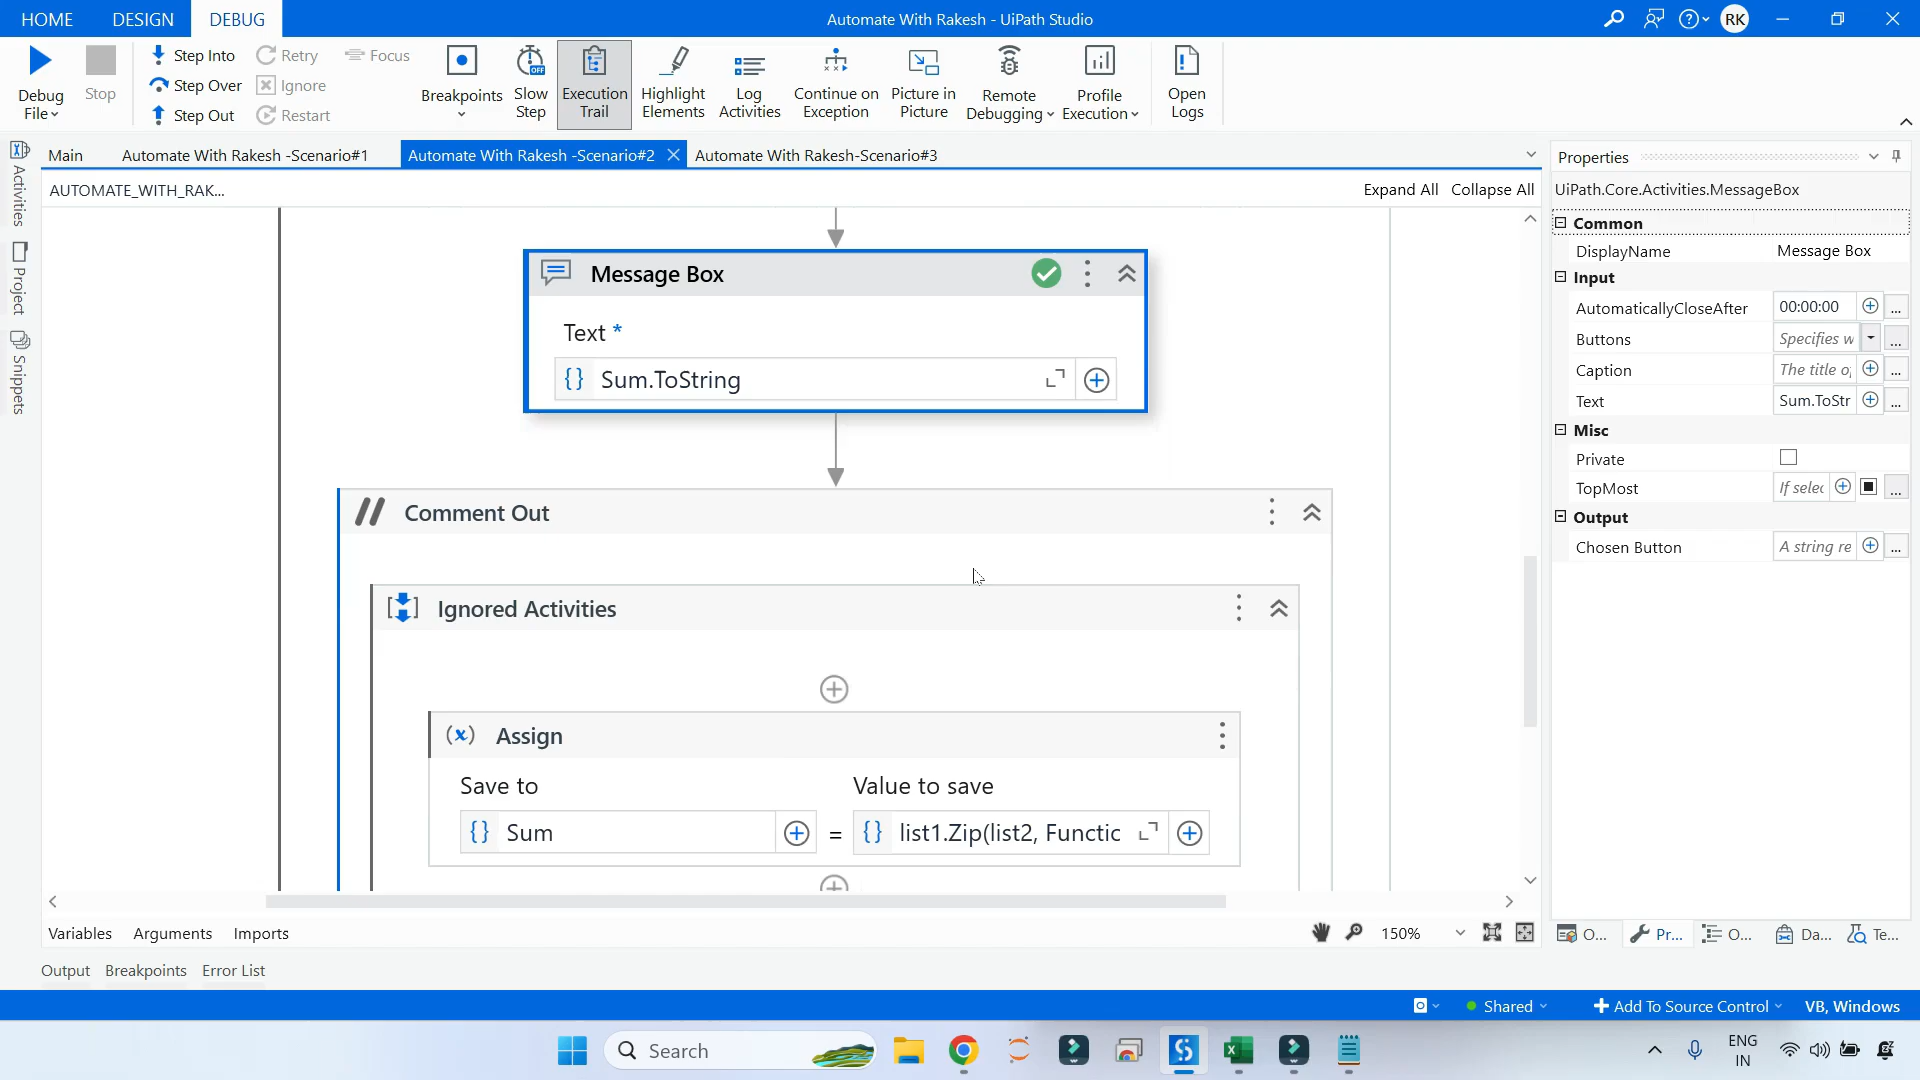 HOME DESIGN DEBUG
Automate With Rakesh - UiPath Studio
RK
Debug File
Stop
Step Into
Step Over
Step Out
Retry
Ignore
Restart
Focus
Breakpoints
Slow Step
OFF
Execution Trail
Highlight Elements
Log Activities
Continue on Exception
Picture in Picture
Remote Debugging
Profile Execution
Open Logs
Activities
Project
Snippets
Main
Automate With Rakesh -Scenario#1
Automate With Rakesh -Scenario#2
Automate With Rakesh-Scenario#3
AUTOMATE_WITH_RAK...
Expand All Collapse All
Message Box
Text *
Sum.ToString
Comment Out
Ignored Activities
Assign
Save to
Value to save
Sum
=
list1.Zip(list2, Functic
Variables Arguments Imports
150%
Output Breakpoints Error List
Properties
UiPath.Core.Activities.MessageBox
Common
DisplayName Message Box
Input
AutomaticallyCloseAfter 00:00:00 ...
Buttons Specifies w ...
Caption The title o ...
Text Sum.ToStr ...
Misc
Private
TopMost If selec ...
Output
Chosen Button A string re ...
O... Pr... O... Da... Te...
Shared
Add To Source Control
VB, Windows
Search
ENG
IN